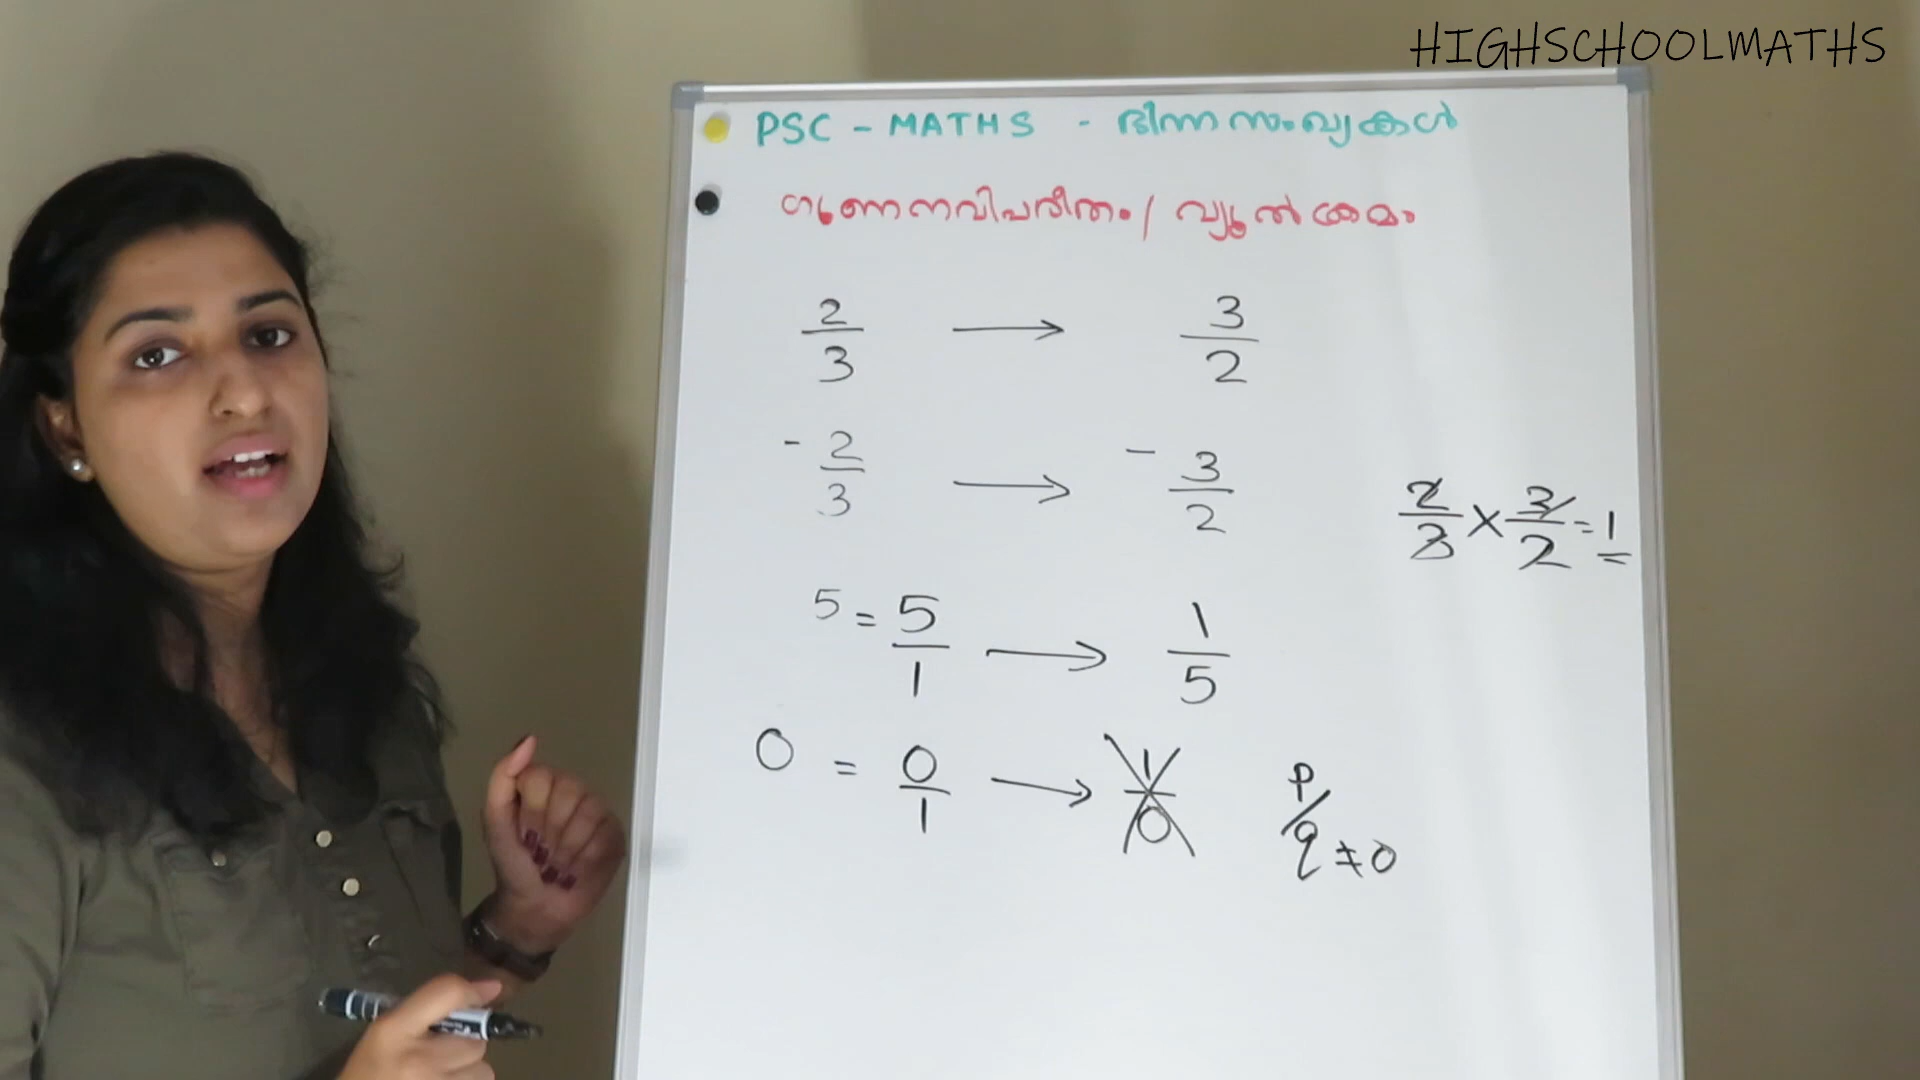 HIGHSCHOOLMATHS
PSC - MATHS - ഭിന്നസംഖ്യകൾ
ഗുണനവിപരീതം / വ്യുൽക്രമം
2/3 → 3/2
- 2/3 → - 3/2
2/3 × 3/2 = 1
5 = 5/1 → 1/5
0 = 0/1 → 1/0
p/q ≠ 0